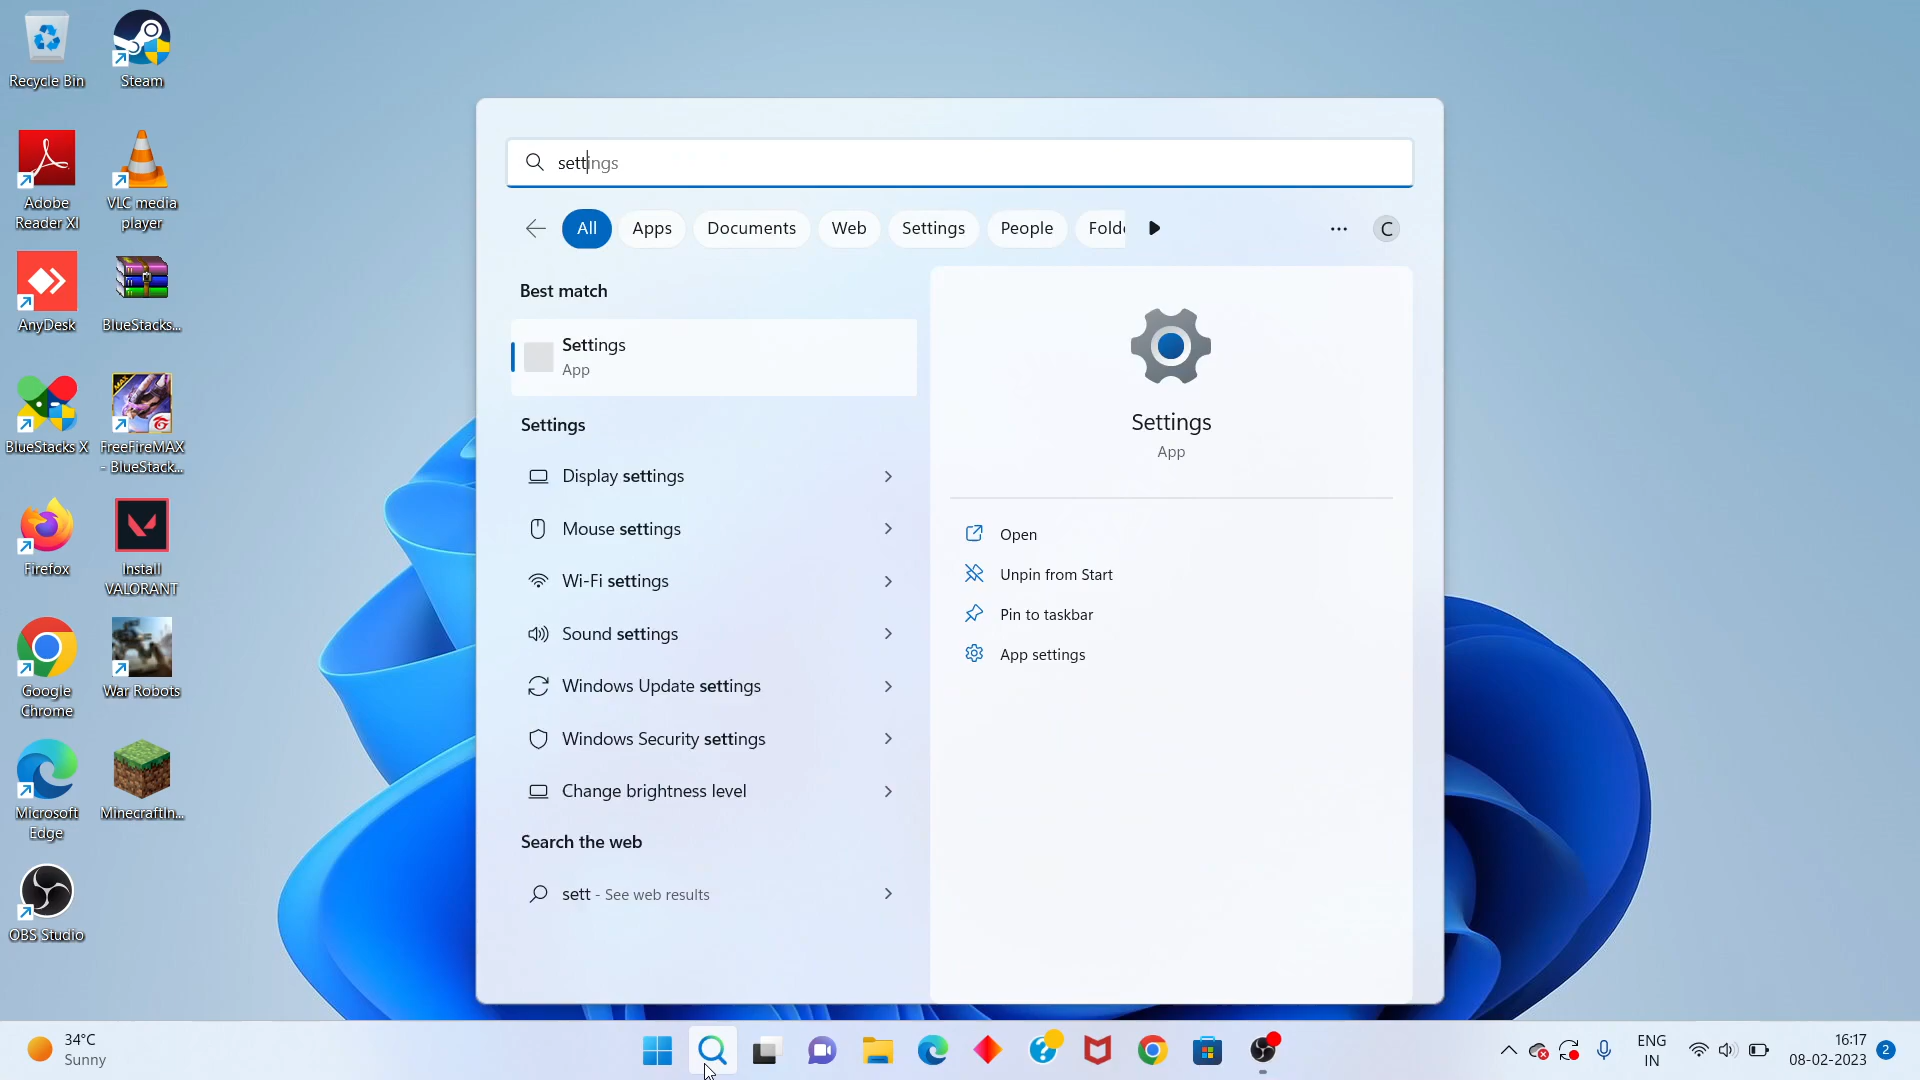 Recycle Bin
Steam
Adobe
Reader XI
VLC media
player
AnyDesk
BlueStacks...
BlueStacks X
MAX
FreeFireMAX
- BlueStack...
Firefox
Install
VALORANT
Google
Chrome
War Robots
Microsoft
Edge
MinecraftIn...
OBS Studio
settings
All
Apps
Documents
Web
Settings
People
Folde
C
Best match
Settings
App
Settings
Display settings
Mouse settings
Wi-Fi settings
Sound settings
Windows Update settings
Windows Security settings
Change brightness level
Search the web
sett - See web results
Settings
App
Open
Unpin from Start
Pin to taskbar
App settings
34°C
Sunny
ENG
IN
16:17
08-02-2023
2